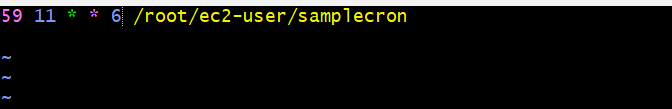 59 11 * * 6 /root/ec2-user/samplecron
~
~
~